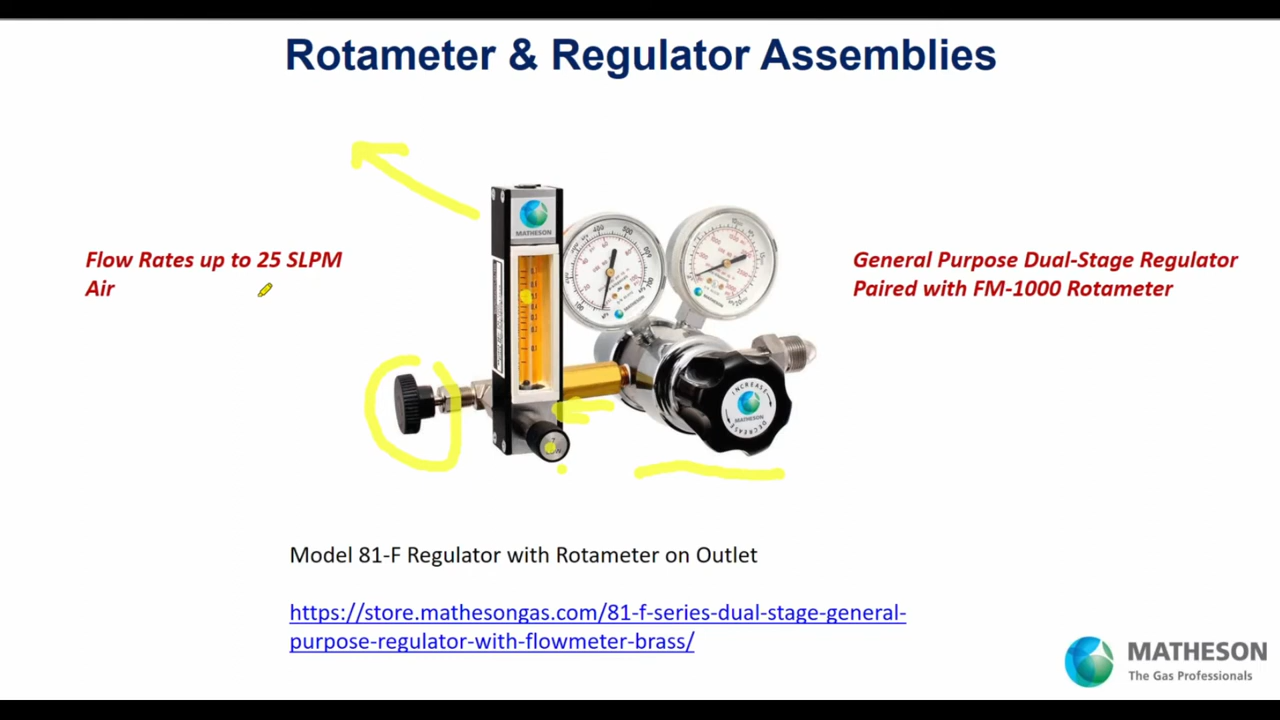 Rotameter & Regulator Assemblies
MATHESON
Flow Rates up to 25 SLPM
Air
General Purpose Dual-Stage Regulator
Paired with FM-1000 Rotameter
INCREASE
MATHESON
DECREASE
Model 81-F Regulator with Rotameter on Outlet
https://store.mathesongas.com/81-f-series-dual-stage-general-
purpose-regulator-with-flowmeter-brass/
MATHESON
The Gas Professionals